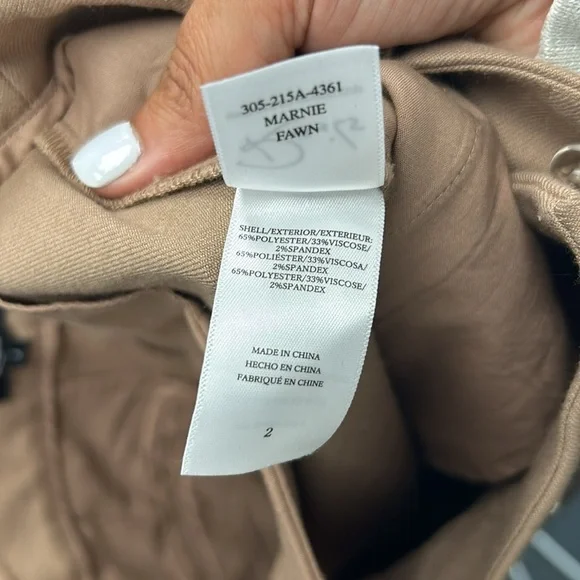 305-215A-4361
MARNIE
FAWN
SHELL/EXTERIOR/EXTERIEUR:
65%POLYESTER/33%VISCOSE/
2%SPANDEX
65%POLIÉSTER/33%VISCOSA/
2%SPANDEX
65%POLYESTER/33%VISCOSE/
2%SPANDEX
MADE IN CHINA
HECHO EN CHINA
FABRIQUÉ EN CHINE
2